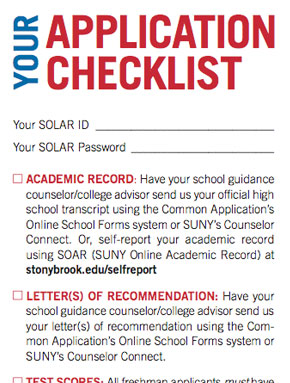 YOUR APPLICATION
CHECKLIST
Your SOLAR ID
Your SOLAR Password
ACADEMIC RECORD: Have your school guidance
counselor/college advisor send us your official high
school transcript using the Common Application's
Online School Forms system or SUNY's Counselor
Connect. Or, self-report your academic record
using SOAR (SUNY Online Academic Record) at
stonybrook.edu/selfreport
LETTER(S) OF RECOMMENDATION: Have your
school guidance counselor/college advisor send us
your letter(s) of recommendation using the Com-
mon Application's Online School Forms system or
SUNY's Counselor Connect.
TEST SCORES: All freshman applicants must have